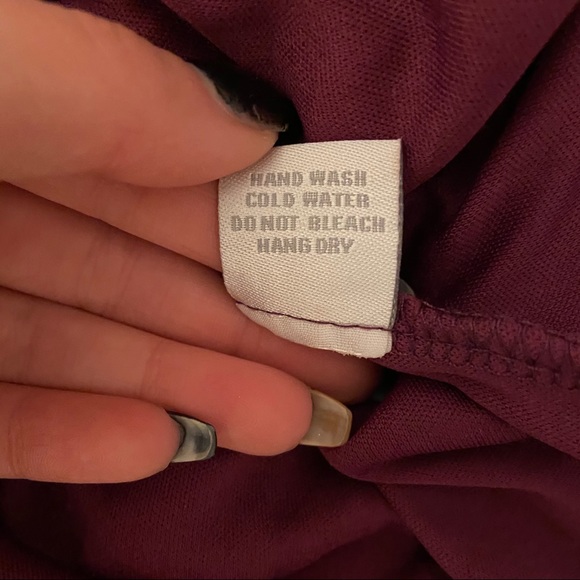 HAND WASH
COLD WATER
DO NOT BLEACH
HANG DRY